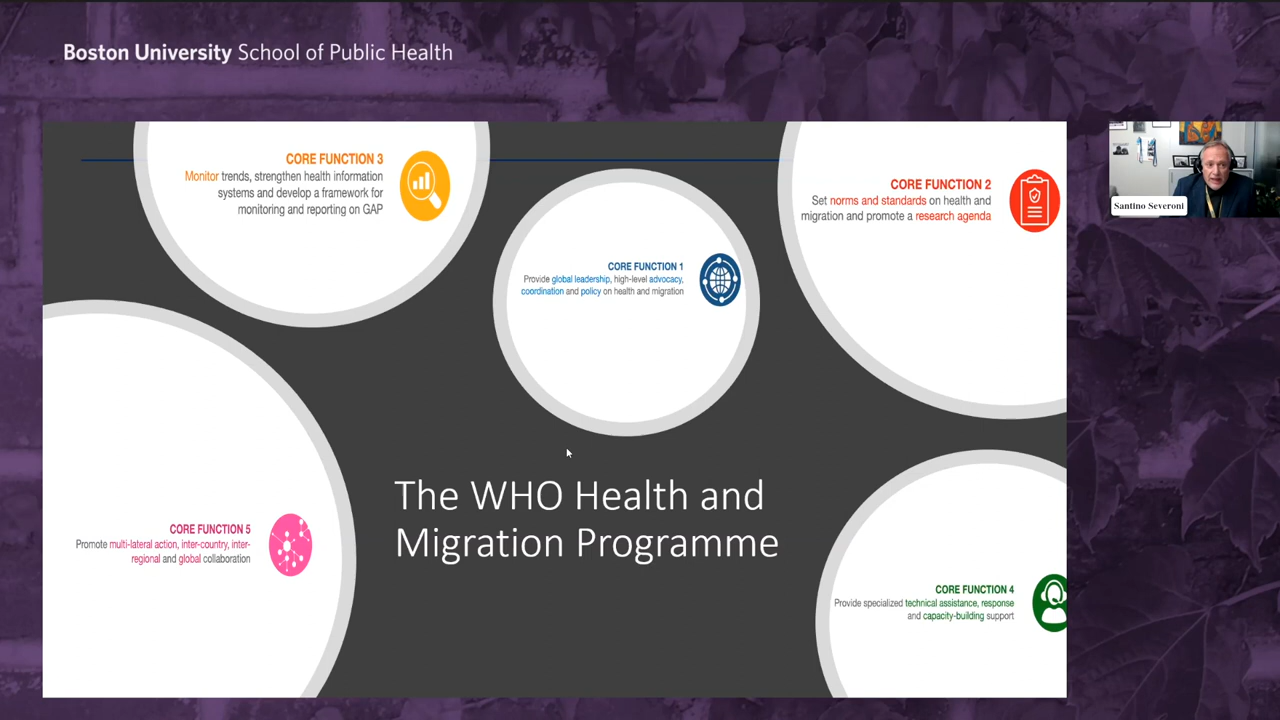 Boston University School of Public Health
CORE FUNCTION 3
Monitor trends, strengthen health information
systems and develop a framework for
monitoring and reporting on GAP
CORE FUNCTION 2
Set norms and standards on health and
migration and promote a research agenda
CORE FUNCTION 1
Provide global leadership, high-level advocacy,
coordination and policy on health and migration
Santino Severoni
The WHO Health and
Migration Programme
CORE FUNCTION 5
Promote multi-lateral action, inter-country, inter-
regional and global collaboration
CORE FUNCTION 4
Provide specialized technical assistance, response
and capacity-building support